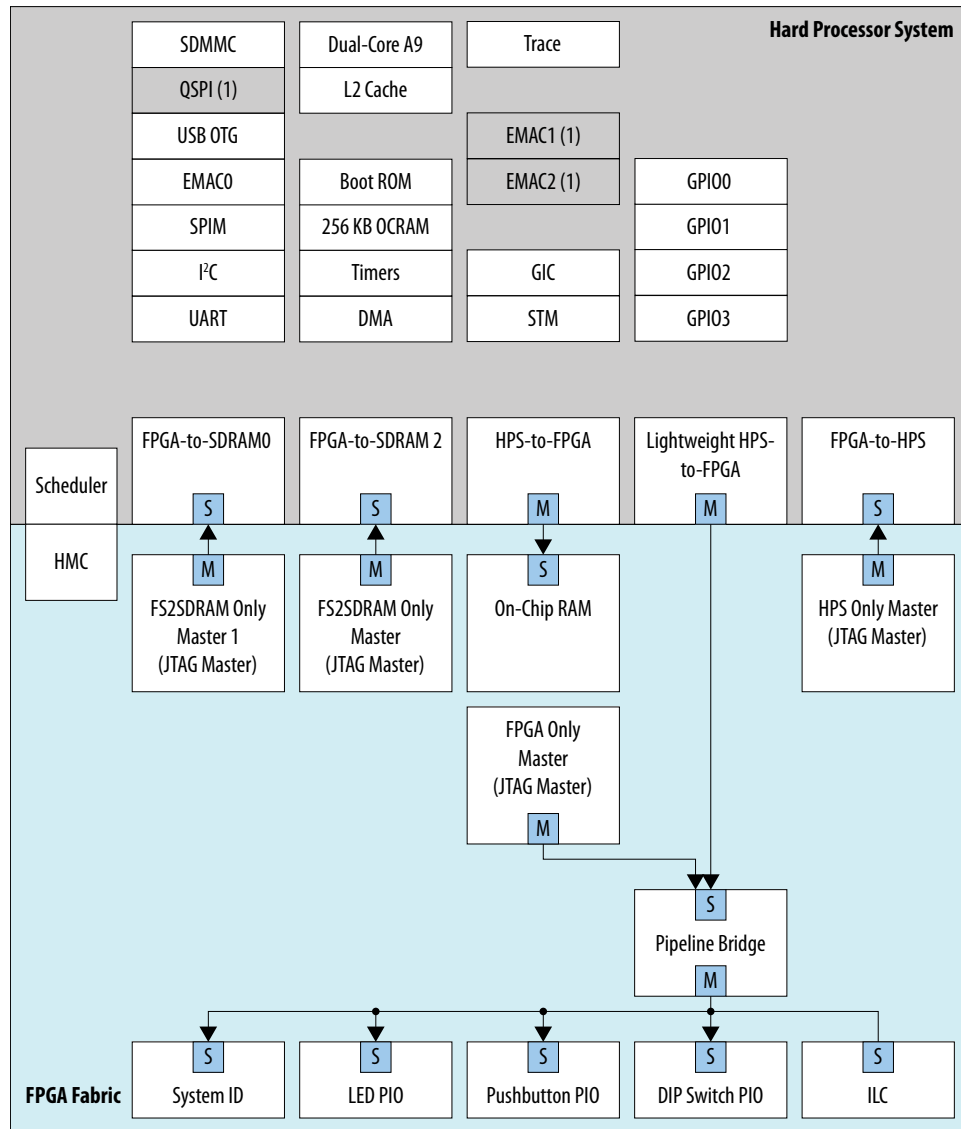 Hard Processor System
SDMMC
Dual-Core A9
Trace
QSPI (1)
L2 Cache
USB OTG
EMAC1 (1)
EMAC0
Boot ROM
EMAC2 (1)
GPIO0
SPIM
256 KB OCRAM
GPIO1
I²C
Timers
GIC
GPIO2
UART
DMA
STM
GPIO3
Scheduler
HMC
FPGA-to-SDRAM0
S
FPGA-to-SDRAM 2
S
HPS-to-FPGA
M
Lightweight HPS-
to-FPGA
M
FPGA-to-HPS
S
M
FS2SDRAM Only
Master 1
(JTAG Master)
M
FS2SDRAM Only
Master
(JTAG Master)
S
On-Chip RAM
M
HPS Only Master
(JTAG Master)
FPGA Only
Master
(JTAG Master)
M
S
Pipeline Bridge
M
FPGA Fabric
S
System ID
S
LED PIO
S
Pushbutton PIO
S
DIP Switch PIO
S
ILC